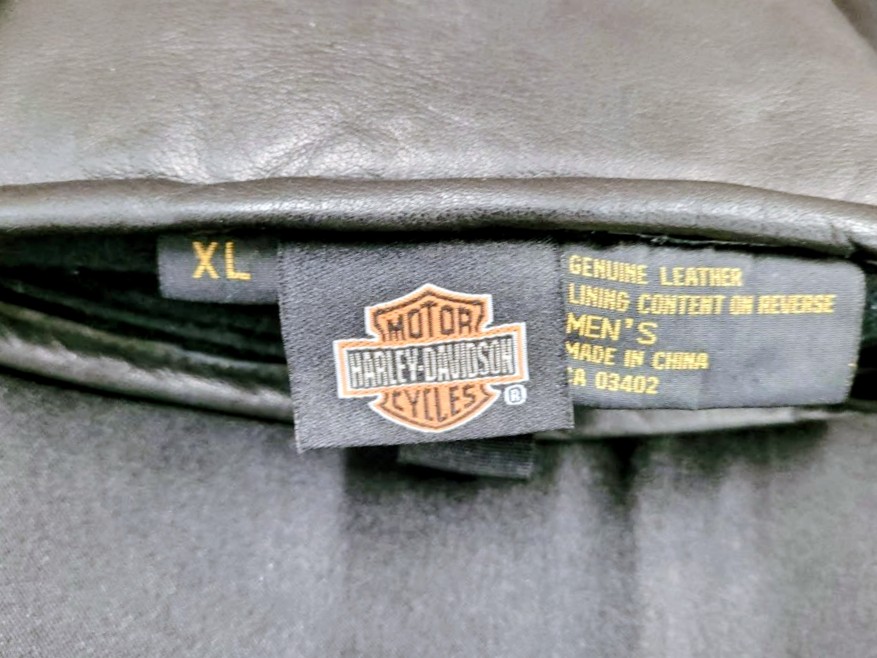 XL
MOTOR
HARLEY-DAVIDSON
CYCLES
®
GENUINE LEATHER
LINING CONTENT ON REVERSE
MEN'S
MADE IN CHINA
CA 03402